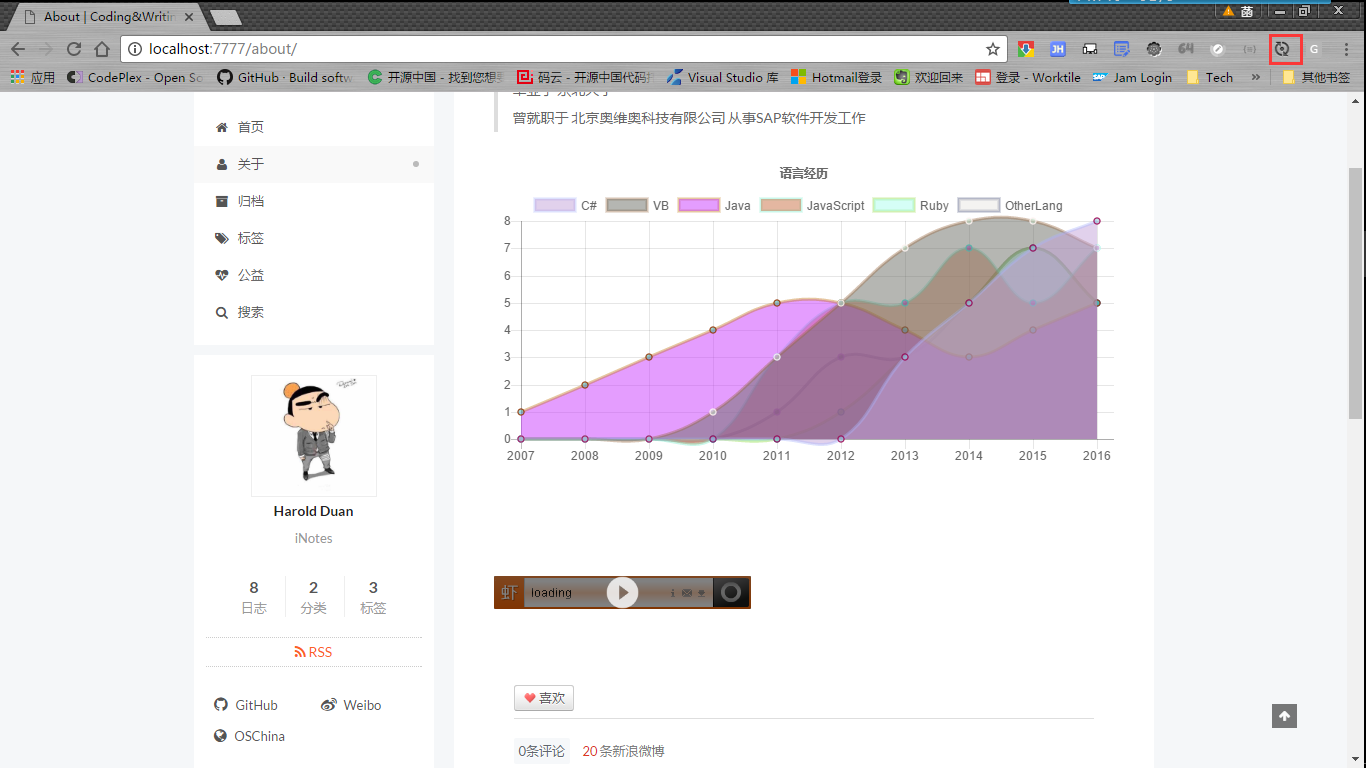 About | Coding&Writin
localhost:7777/about/
应用
CodePlex - Open So
GitHub · Build softw
开源中国 - 找到您想
码云 - 开源中国代码托
Visual Studio 库
Hotmail登录
欢迎回来
登录 - Worktile
Jam Login
Tech
»
其他书签
首页
关于
归档
标签
公益
搜索
Harold Duan
iNotes
8
2
3
日志
分类
标签
RSS
GitHub
Weibo
OSChina
曾就职于 北京奥维奥科技有限公司 从事SAP软件开发工作
语言经历
C#
VB
Java
JavaScript
Ruby
OtherLang
8
7
6
5
4
3
2
1
0
2007
2008
2009
2010
2011
2012
2013
2014
2015
2016
虾
loading
喜欢
0条评论
20 条新浪微博
JH
64
G